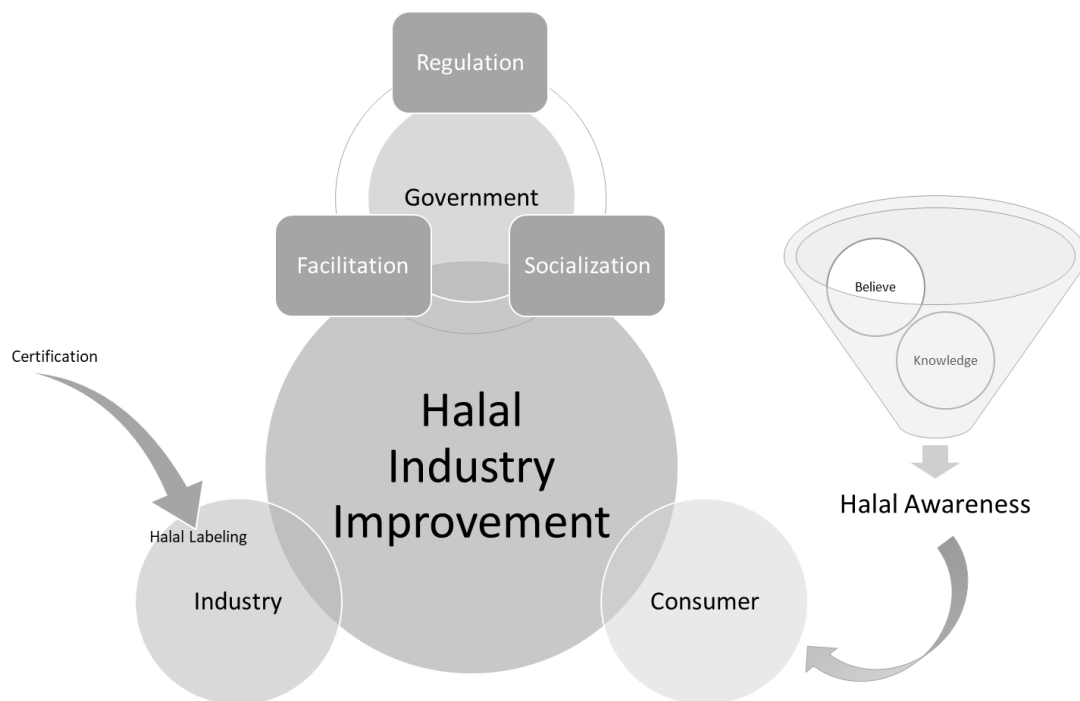 Regulation
Government
Facilitation
Socialization
Believe
Knowledge
Certification
Halal
Industry
Improvement
Halal Awareness
Halal Labeling
Industry
Consumer